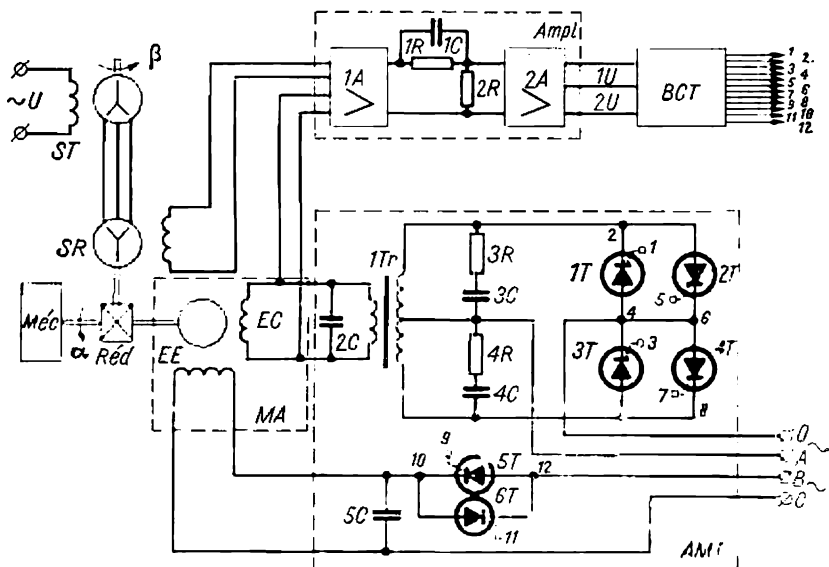 Ampl
β
1R 1C
~U
1A
2R
2A
1U
2U
BCT
1
2
3
4
5
6
7
8
9
10
11
12
ST
SR
1Tr
3R
3C
2
1
1T
2T
5
4
6
Méc
α
Réd
EE
EC
2C
4R
4C
3T
3
4T
7
8
MA
0
A
B
C
~
~
9
10
5T
12
6T
11
5C
AMT